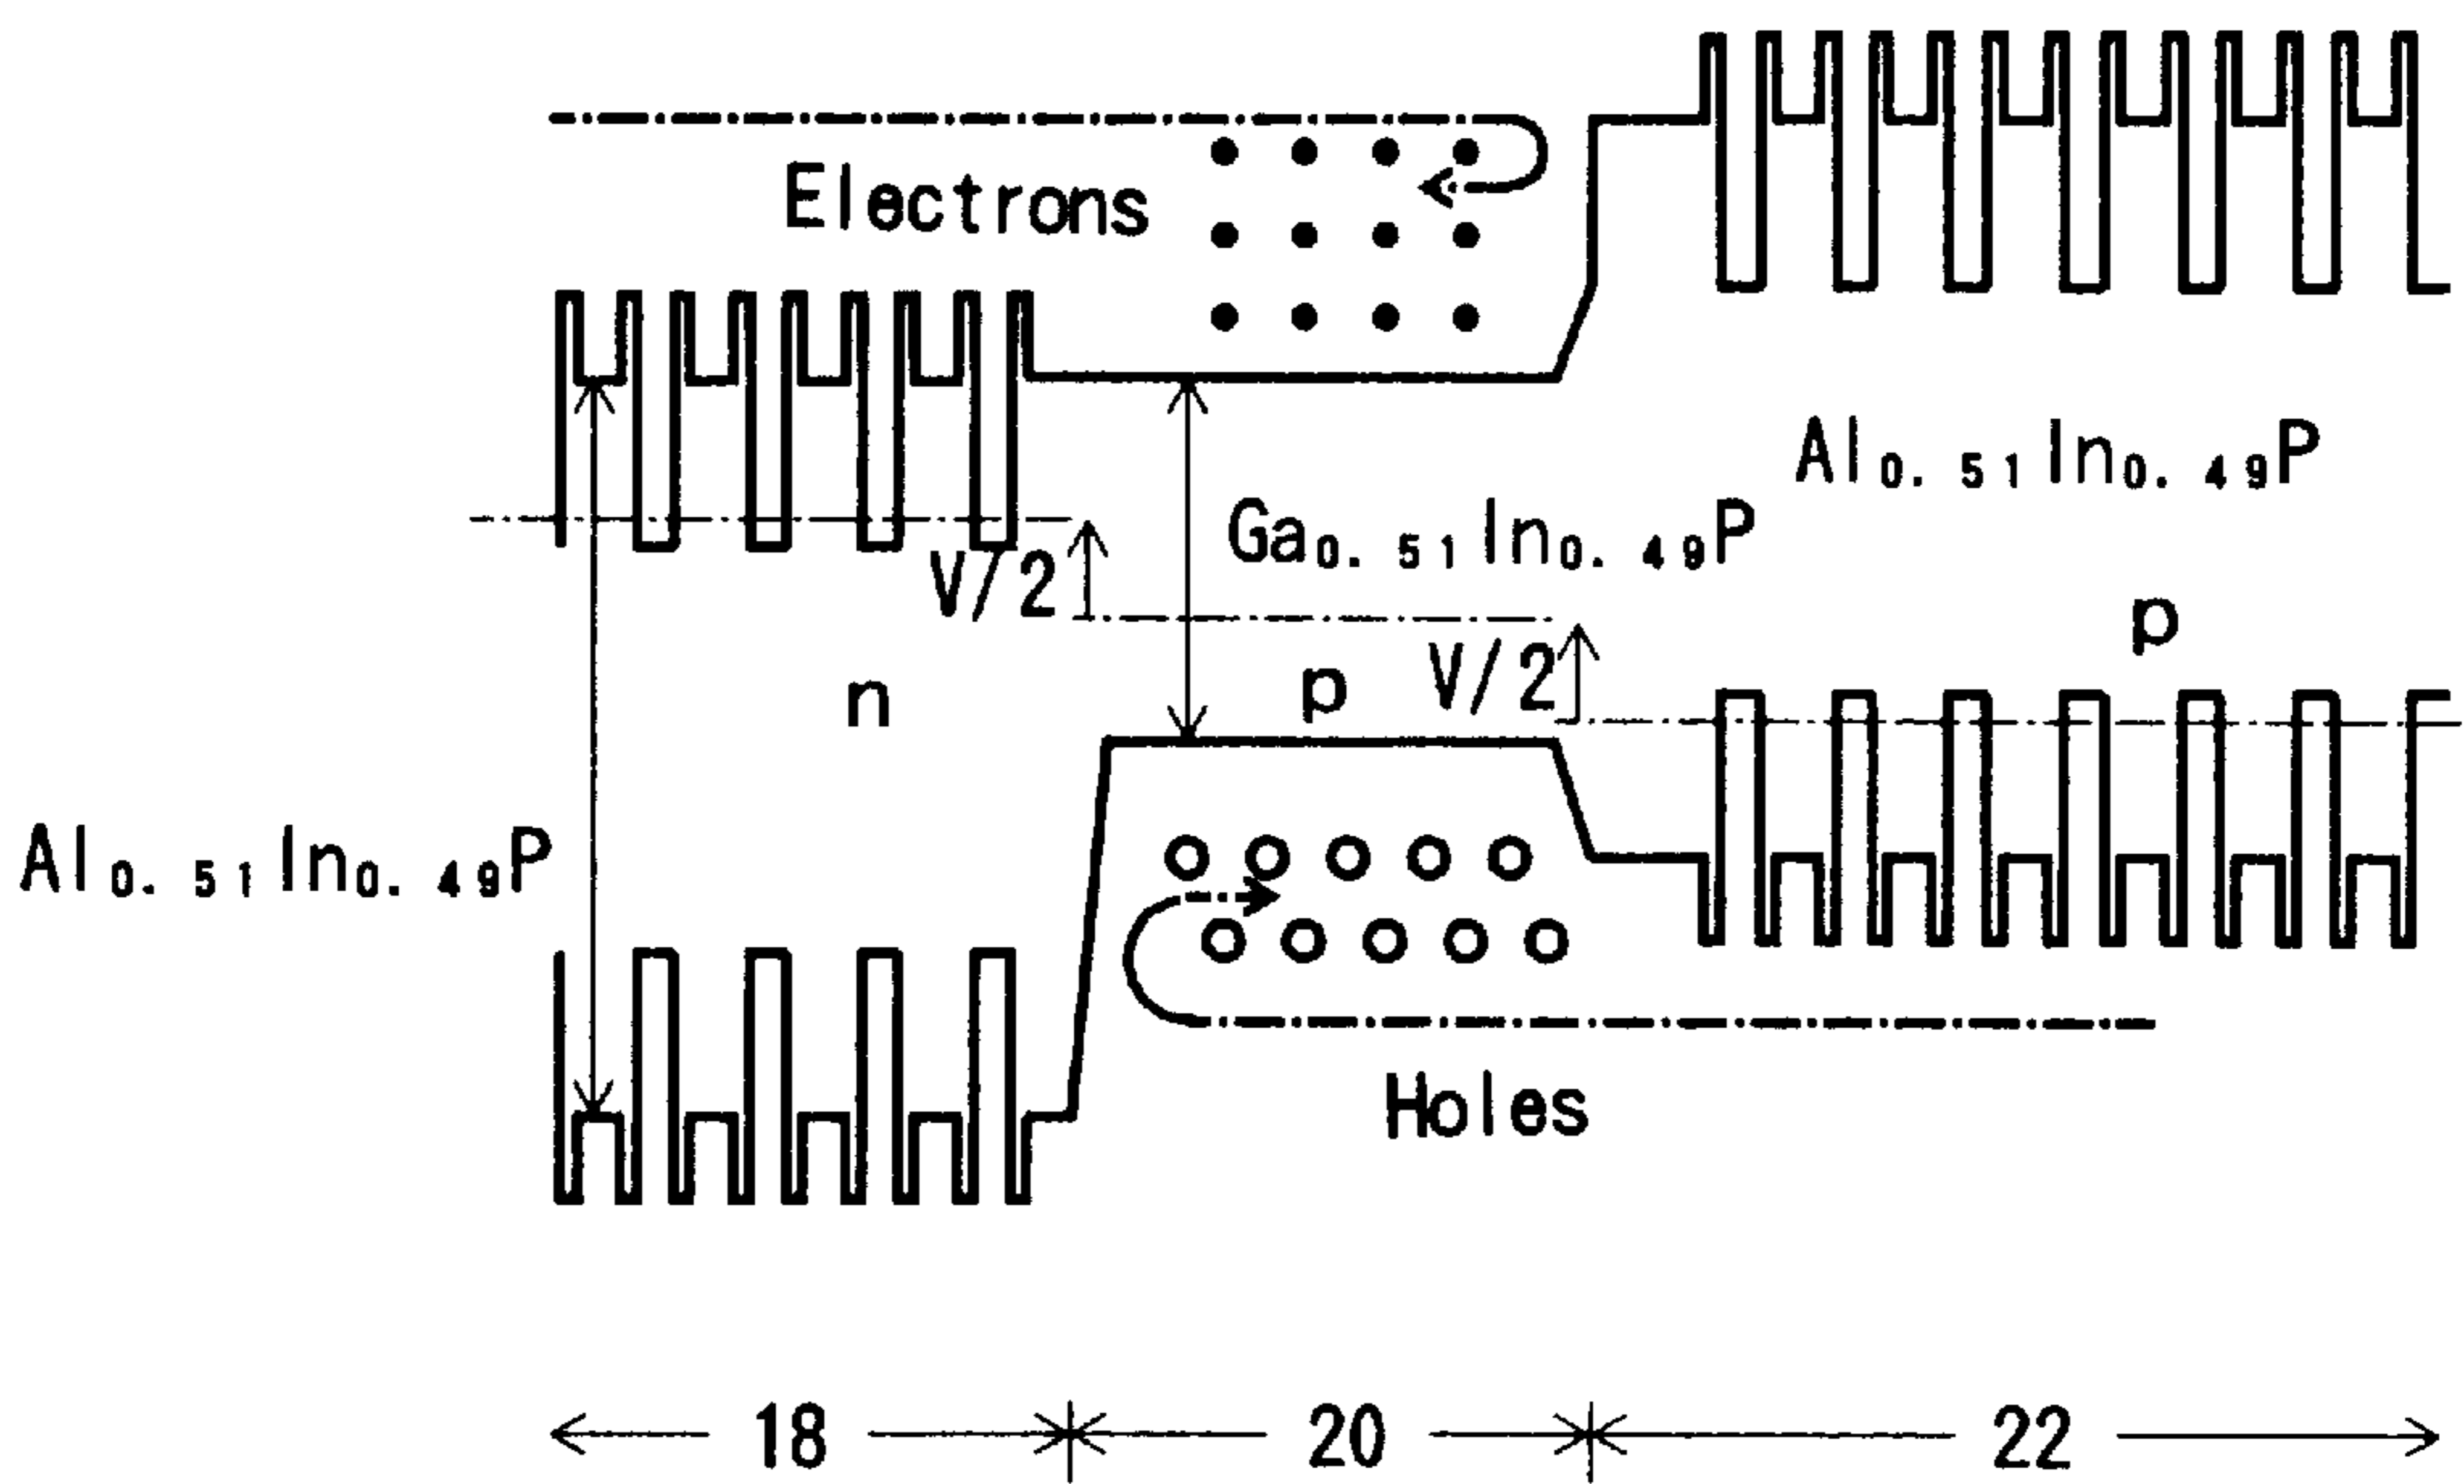 Electrons
Al0.51In0.49P
Ga0.51In0.49P
V/2
p
V/2
p
n
Al0.51In0.49P
Holes
18
20
22